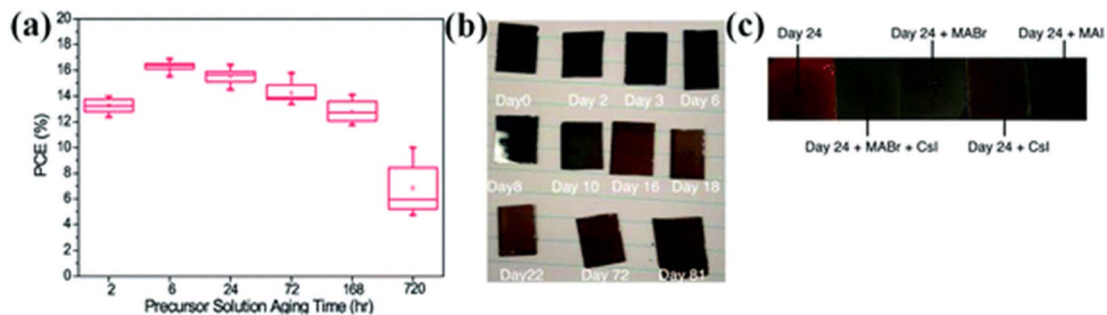 (a)
20
18
16
14
12
10
8
6
4
2
0
PCE (%)
2 6 24 72 168 720
Precursor Solution Aging Time (hr)
(b)
Day0 Day 2 Day 3 Day 6
Day8 Day 10 Day 16 Day 18
Day22 Day 72 Day 81
(c)
Day 24 Day 24 + MABr Day 24 + MAI
Day 24 + MABr + CsI Day 24 + CsI